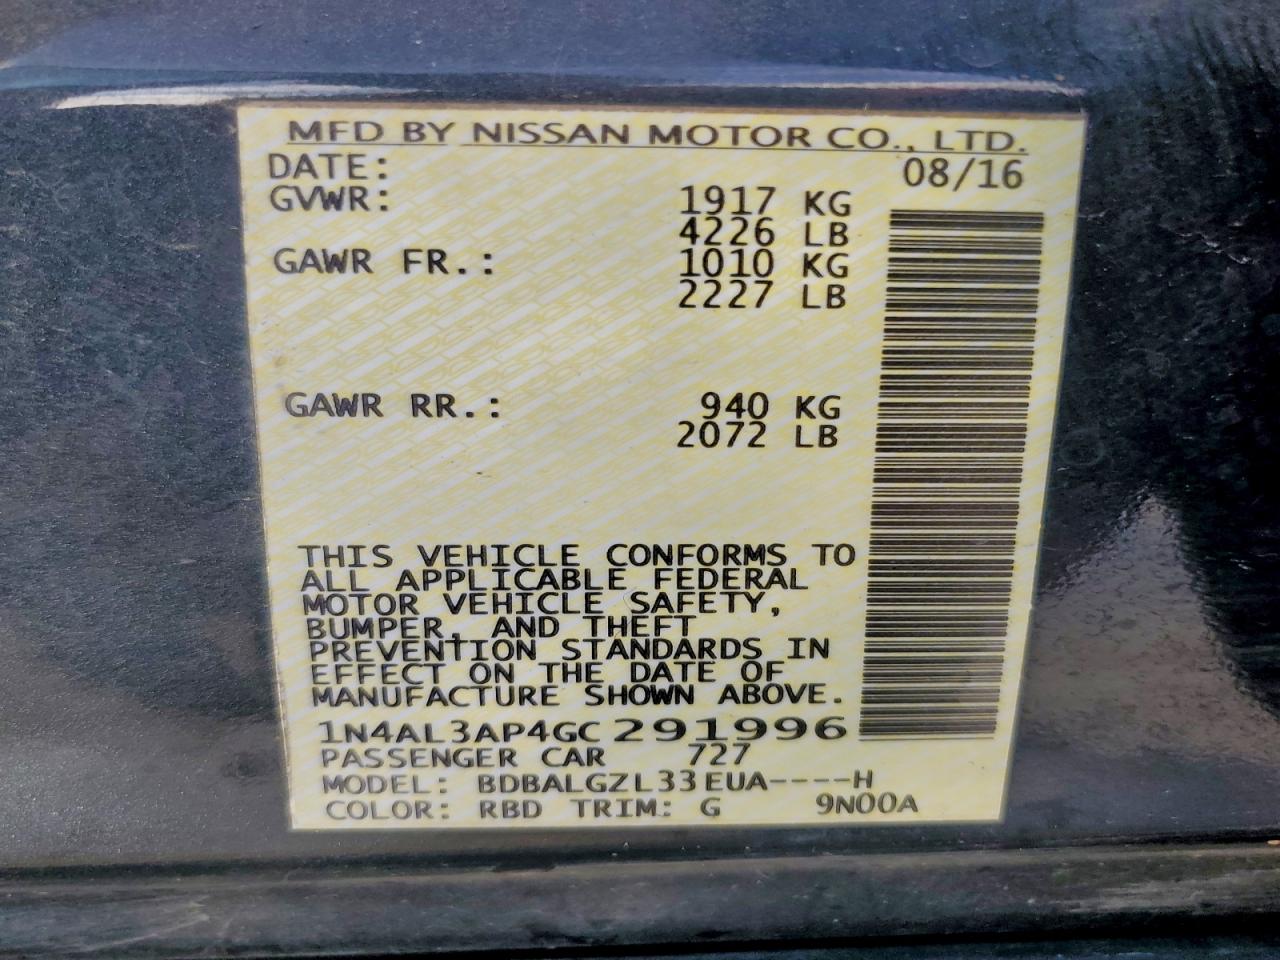 MFD BY NISSAN MOTOR CO., LTD.
DATE: 08/16
GVWR: 1917 KG
4226 LB
GAWR FR.: 1010 KG
2227 LB
GAWR RR.: 940 KG
2072 LB
THIS VEHICLE CONFORMS TO
ALL APPLICABLE FEDERAL
MOTOR VEHICLE SAFETY,
BUMPER, AND THEFT
PREVENTION STANDARDS IN
EFFECT ON THE DATE OF
MANUFACTURE SHOWN ABOVE.
1N4AL3AP4GC291996
PASSENGER CAR 727
MODEL: BDBALGZL33EUA----H
COLOR: RBD TRIM: G 9N00A